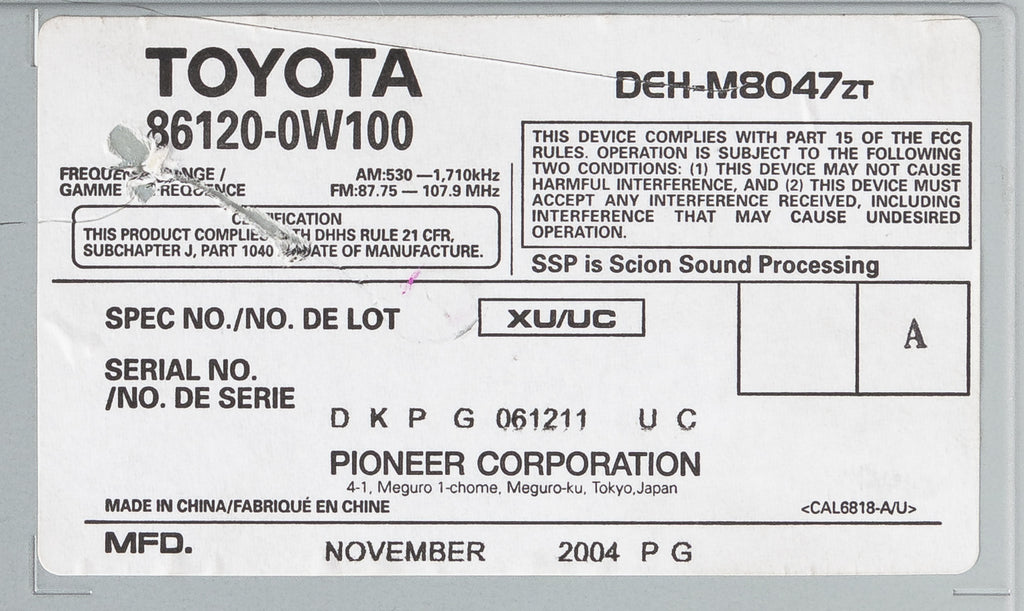 TOYOTA
86120-0W100
DEH-M8047ZT
AM:530 —1,710kHz
GAMME
FM:87.75 — 107.9 MHz
THIS PRODUCT DHHS RULE 21 CFR,
SUBCHAPTER J, PART 1040 DATE OF MANUFACTURE.
THIS DEVICE COMPLIES WITH PART 15 OF THE FCC
RULES. OPERATION IS SUBJECT TO THE FOLLOWING
TWO CONDITIONS: (1) THIS DEVICE MAY NOT CAUSE
HARMFUL INTERFERENCE, AND (2) THIS DEVICE MUST
ACCEPT ANY INTERFERENCE RECEIVED, INCLUDING
INTERFERENCE THAT MAY CAUSE UNDESIRED
OPERATION.
SSP is Scion Sound Processing
SPEC NO./NO. DE LOT XU/UC
A
SERIAL NO.
/NO. DE SERIE
D K P G 061211 U C
PIONEER CORPORATION
4-1, Meguro 1-chome, Meguro-ku, Tokyo,Japan
MADE IN CHINA/FABRIQUÉ EN CHINE <CAL6818-A/U>
MFD. NOVEMBER 2004 P G